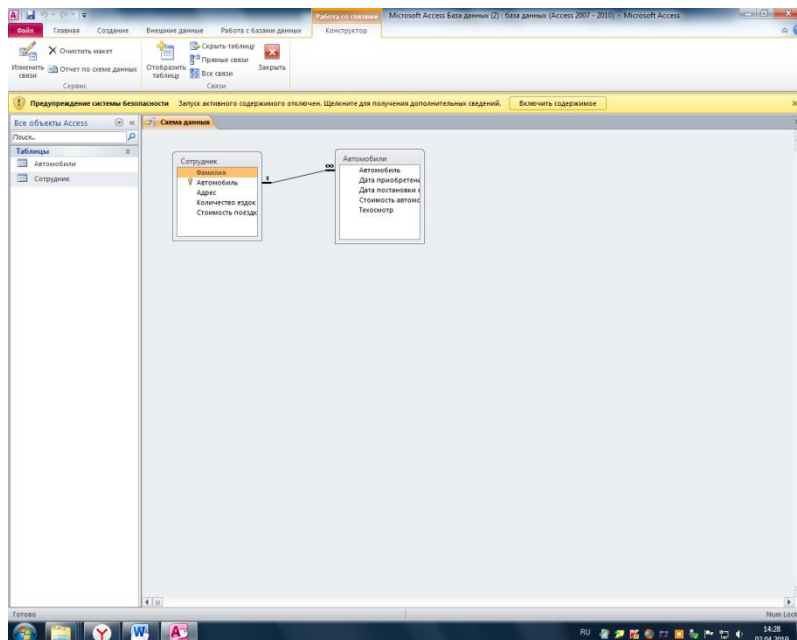 Работа со связями
Microsoft Access База данных (2) : база данных (Access 2007 - 2010) - Microsoft Access
Файл Главная Создание Внешние данные Работа с базами данных Конструктор
Изменить связи
Очистить макет
Отчет по схеме данных
Сервис
Отобразить таблицу
Скрыть таблицу
Прямые связи
Все связи
Закрыть
Связи
Предупреждение системы безопасности Запуск активного содержимого отключен. Щелкните для получения дополнительных сведений. Включить содержимое
Все объекты Access
Поиск...
Таблицы
Автомобили
Сотрудник
Схема данных
Сотрудник
Фамилия
Автомобиль
Адрес
Количество ездок
Стоимость поездк
1
∞
Автомобили
Автомобиль
Дата приобретени
Дата постановки
Стоимость автомо
Техосмотр
Готово
Num Lock
RU
14:28
02.04.2019